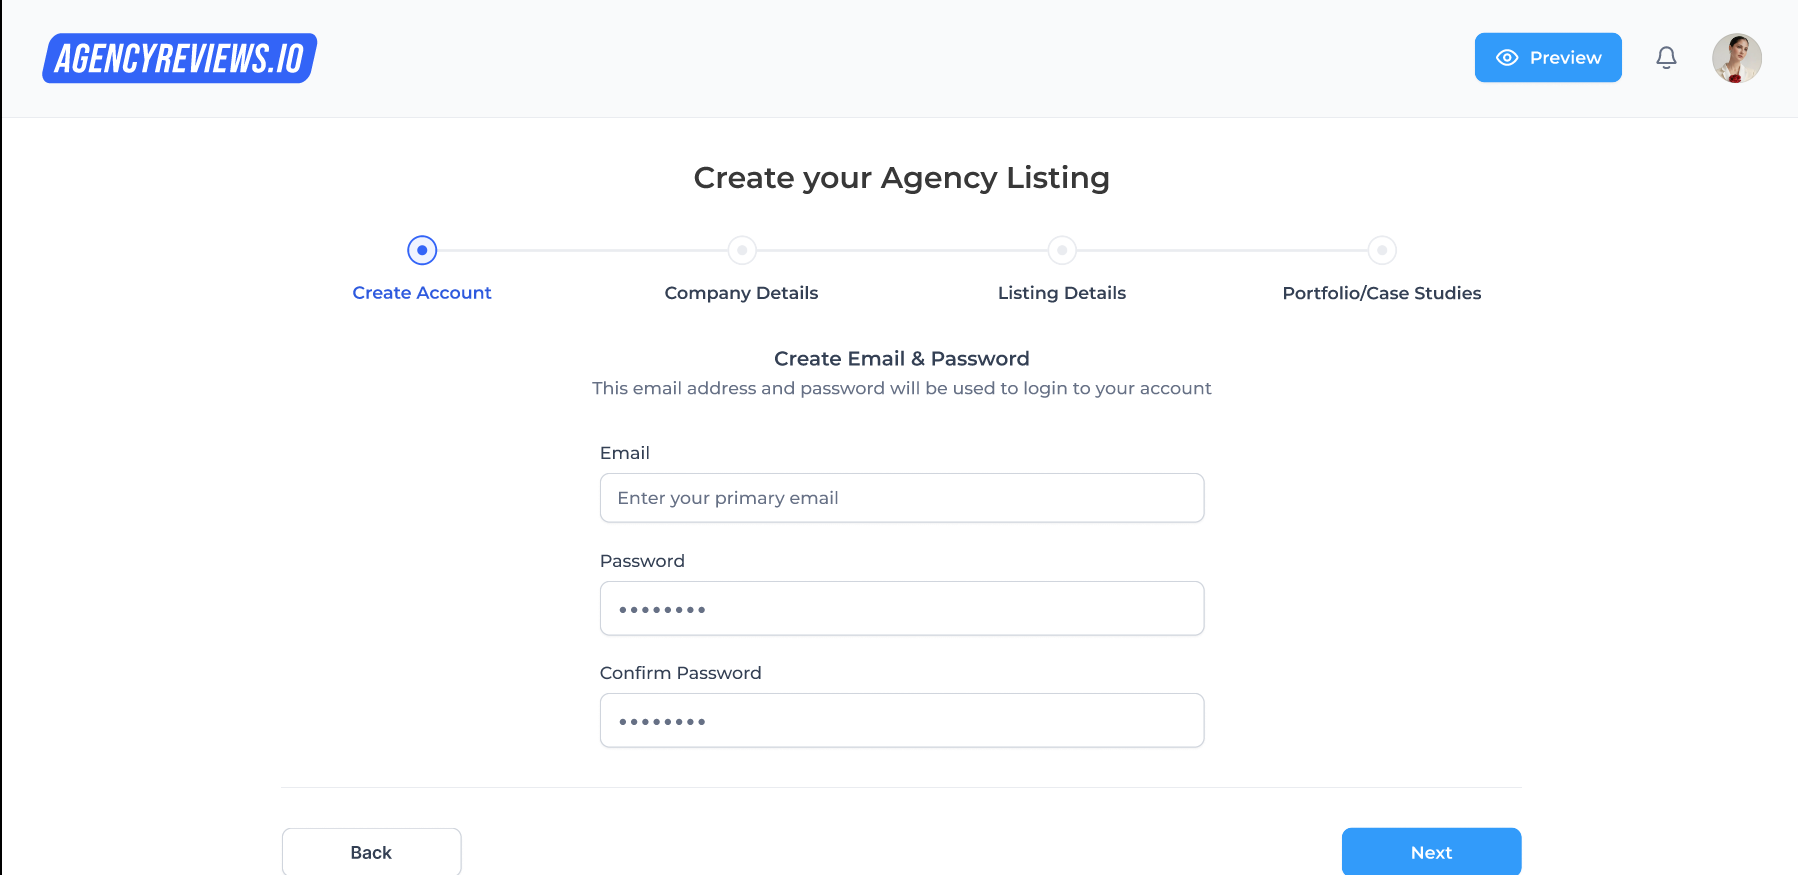 AGENCYREVIEWS.IO
Preview
Create your Agency Listing
Create Account
Company Details
Listing Details
Portfolio/Case Studies
Create Email & Password
This email address and password will be used to login to your account
Email
Enter your primary email
Password
••••••••
Confirm Password
••••••••
Back
Next